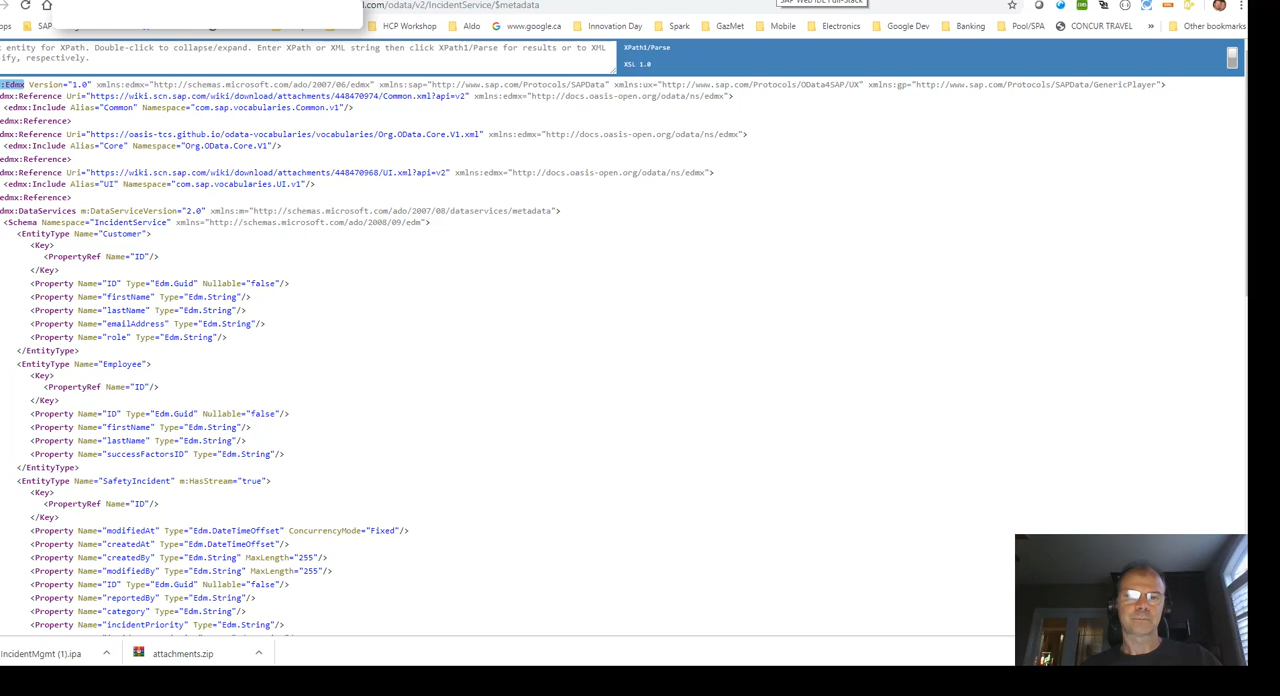 SAP WebIDE Full-Stack
l.com/odata/v2/IncidentService/$metadata
pps SAP HCP Workshop Aldo www.google.ca Innovation Day Spark GazMet Mobile Electronics Google Dev Banking Pool/SPA CONCUR TRAVEL » Other bookmarks
entity for XPath. Double-click to collapse/expand. Enter XPath or XML string then click XPath1/Parse for results or to XML
ify, respectively.
XPath1/Parse
XSL 1.0
:Edmx Version="1.0" xmlns:edmx="http://schemas.microsoft.com/ado/2007/06/edmx" xmlns:sap="http://www.sap.com/Protocols/SAPData" xmlns:ux="http://www.sap.com/Protocols/OData4SAP/UX" xmlns:gp="http://www.sap.com/Protocols/SAPData/GenericPlayer">
dmx:Reference Uri="https://wiki.scn.sap.com/wiki/download/attachments/448470974/Common.xml?api=v2" xmlns:edmx="http://docs.oasis-open.org/odata/ns/edmx">
<edmx:Include Alias="Common" Namespace="com.sap.vocabularies.Common.v1"/>
edmx:Reference>
dmx:Reference Uri="https://oasis-tcs.github.io/odata-vocabularies/vocabularies/Org.OData.Core.V1.xml" xmlns:edmx="http://docs.oasis-open.org/odata/ns/edmx">
<edmx:Include Alias="Core" Namespace="Org.OData.Core.V1"/>
edmx:Reference>
dmx:Reference Uri="https://wiki.scn.sap.com/wiki/download/attachments/448470968/UI.xml?api=v2" xmlns:edmx="http://docs.oasis-open.org/odata/ns/edmx">
<edmx:Include Alias="UI" Namespace="com.sap.vocabularies.UI.v1"/>
edmx:Reference>
dmx:DataServices m:DataServiceVersion="2.0" xmlns:m="http://schemas.microsoft.com/ado/2007/08/dataservices/metadata">
<Schema Namespace="IncidentService" xmlns="http://schemas.microsoft.com/ado/2008/09/edm">
<EntityType Name="Customer">
<Key>
<PropertyRef Name="ID"/>
</Key>
<Property Name="ID" Type="Edm.Guid" Nullable="false"/>
<Property Name="firstName" Type="Edm.String"/>
<Property Name="lastName" Type="Edm.String"/>
<Property Name="emailAddress" Type="Edm.String"/>
<Property Name="role" Type="Edm.String"/>
</EntityType>
<EntityType Name="Employee">
<Key>
<PropertyRef Name="ID"/>
</Key>
<Property Name="ID" Type="Edm.Guid" Nullable="false"/>
<Property Name="firstName" Type="Edm.String"/>
<Property Name="lastName" Type="Edm.String"/>
<Property Name="successFactorsID" Type="Edm.String"/>
</EntityType>
<EntityType Name="SafetyIncident" m:HasStream="true">
<Key>
<PropertyRef Name="ID"/>
</Key>
<Property Name="modifiedAt" Type="Edm.DateTimeOffset" ConcurrencyMode="Fixed"/>
<Property Name="createdAt" Type="Edm.DateTimeOffset"/>
<Property Name="createdBy" Type="Edm.String" MaxLength="255"/>
<Property Name="modifiedBy" Type="Edm.String" MaxLength="255"/>
<Property Name="ID" Type="Edm.Guid" Nullable="false"/>
<Property Name="reportedBy" Type="Edm.String"/>
<Property Name="category" Type="Edm.String"/>
<Property Name="incidentPriority" Type="Edm.String"/>
IncidentMgmt (1).ipa attachments.zip